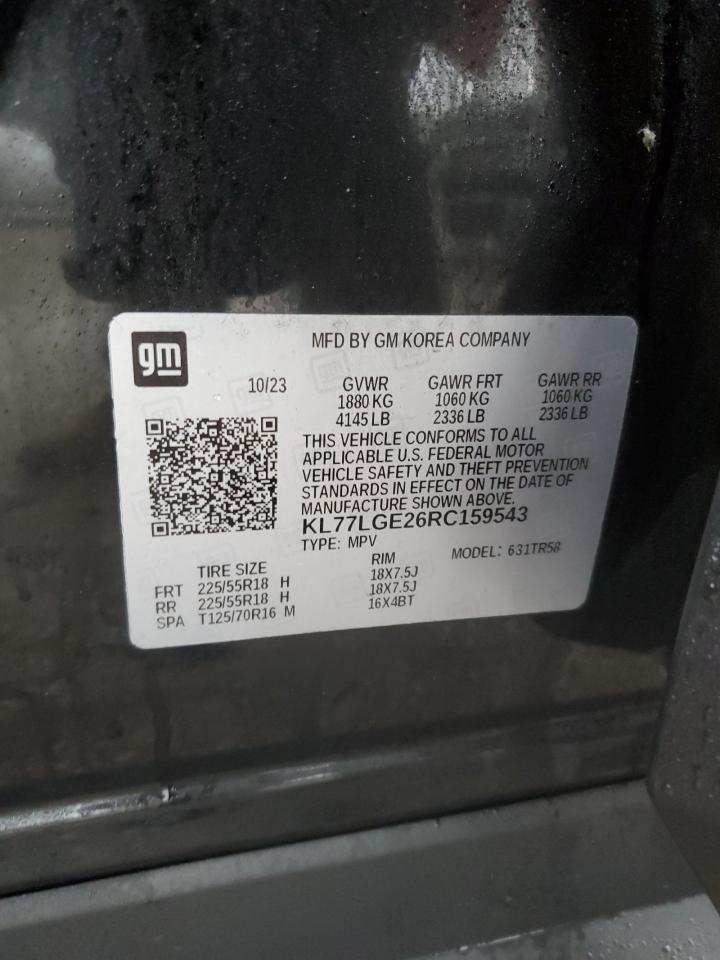 gm
MFD BY GM KOREA COMPANY
10/23 GVWR GAWR FRT GAWR RR
1880 KG 1060 KG 1060 KG
4145 LB 2336 LB 2336 LB
THIS VEHICLE CONFORMS TO ALL
APPLICABLE U.S. FEDERAL MOTOR
VEHICLE SAFETY AND THEFT PREVENTION
STANDARDS IN EFFECT ON THE DATE OF
MANUFACTURE SHOWN ABOVE.
KL77LGE26RC159543
TYPE: MPV MODEL: 631TR58
TIRE SIZE RIM
FRT 225/55R18 H 18X7.5J
RR 225/55R18 H 18X7.5J
SPA T125/70R16 M 16X4BT